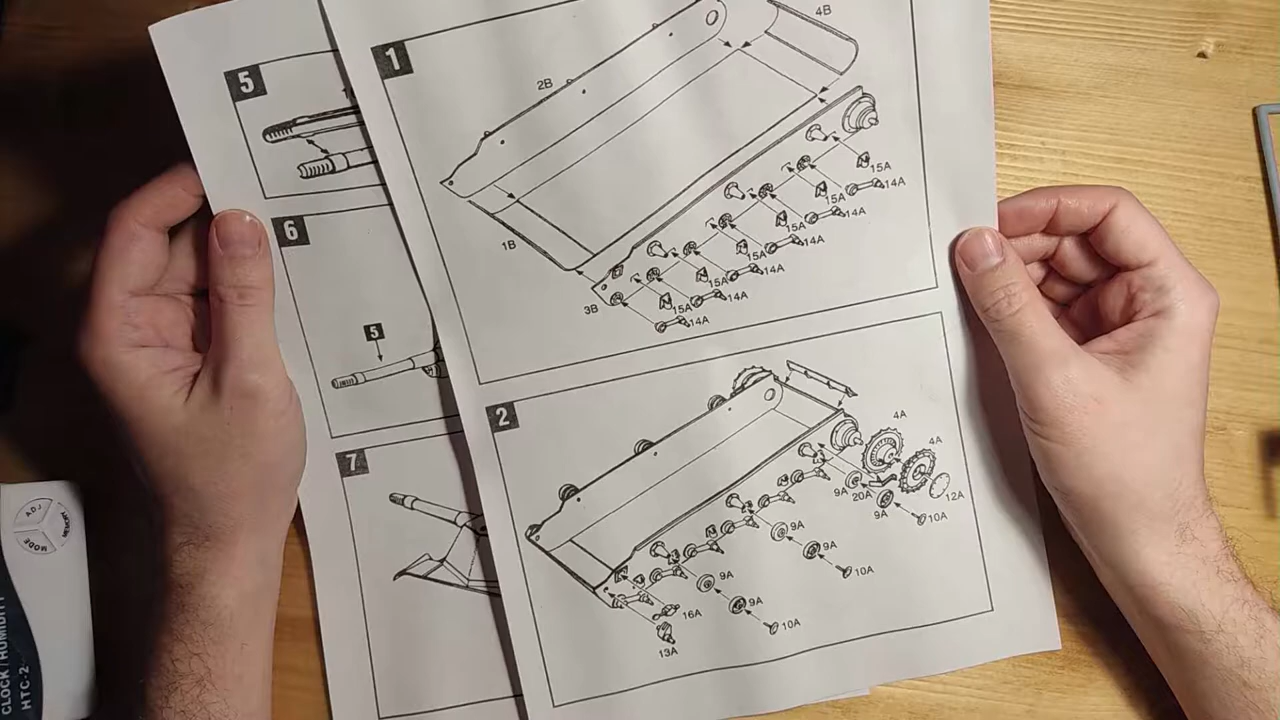 1
2B
4B
15A
14A
15A
14A
15A
14A
15A
14A
15A
14A
15A
14A
1B
3B
2
4A
4A
9A
20A
12A
9A
10A
9A
9A
10A
9A
16A
9A
10A
13A
5
6
5
7
ADJ
MODE
MEMORY
CLOCK/HUMIDITY
HTC-2